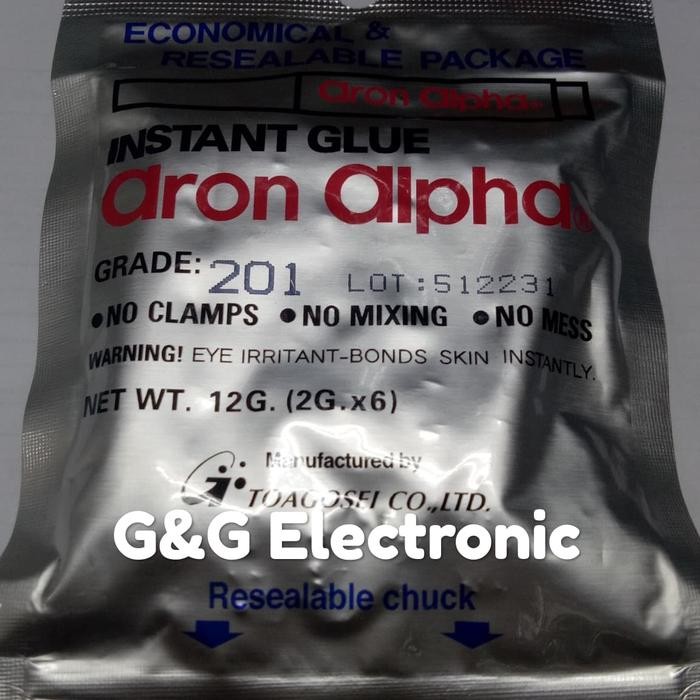 ECONOMICAL &
RESEALABLE PACKAGE
aron alpha®
INSTANT GLUE
aron alpha®
GRADE: 201 LOT:512231
•NO CLAMPS •NO MIXING •NO MESS
WARNING! EYE IRRITANT-BONDS SKIN INSTANTLY.
NET WT. 12G. (2G.x6)
Manufactured by
TOAGOSEI CO.,LTD.
G&G Electronic
Resealable chuck